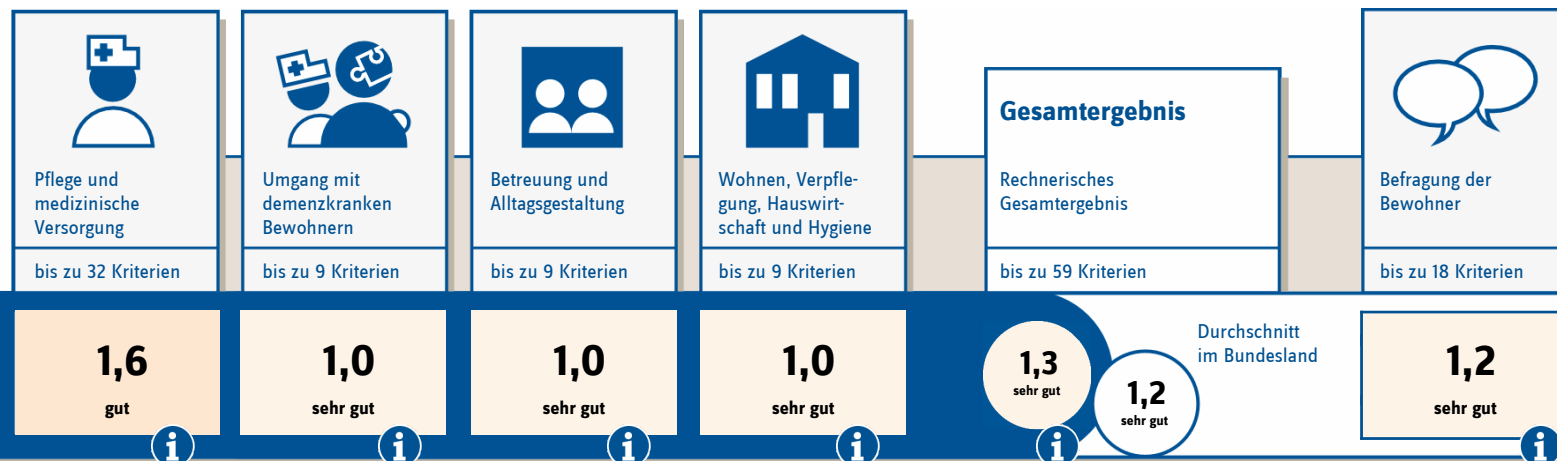 Pflege und
medizinische
Versorgung
bis zu 32 Kriterien
1,6
gut
Umgang mit
demenzkranken
Bewohnern
bis zu 9 Kriterien
1,0
sehr gut
Betreuung und
Alltagsgestaltung
bis zu 9 Kriterien
1,0
sehr gut
Wohnen, Verpfle-
gung, Hauswirt-
schaft und Hygiene
bis zu 9 Kriterien
1,0
sehr gut
Gesamtergebnis
Rechnerisches
Gesamtergebnis
bis zu 59 Kriterien
1,3
sehr gut
Durchschnitt
im Bundesland
1,2
sehr gut
Befragung der
Bewohner
bis zu 18 Kriterien
1,2
sehr gut
i
i
i
i
i
i